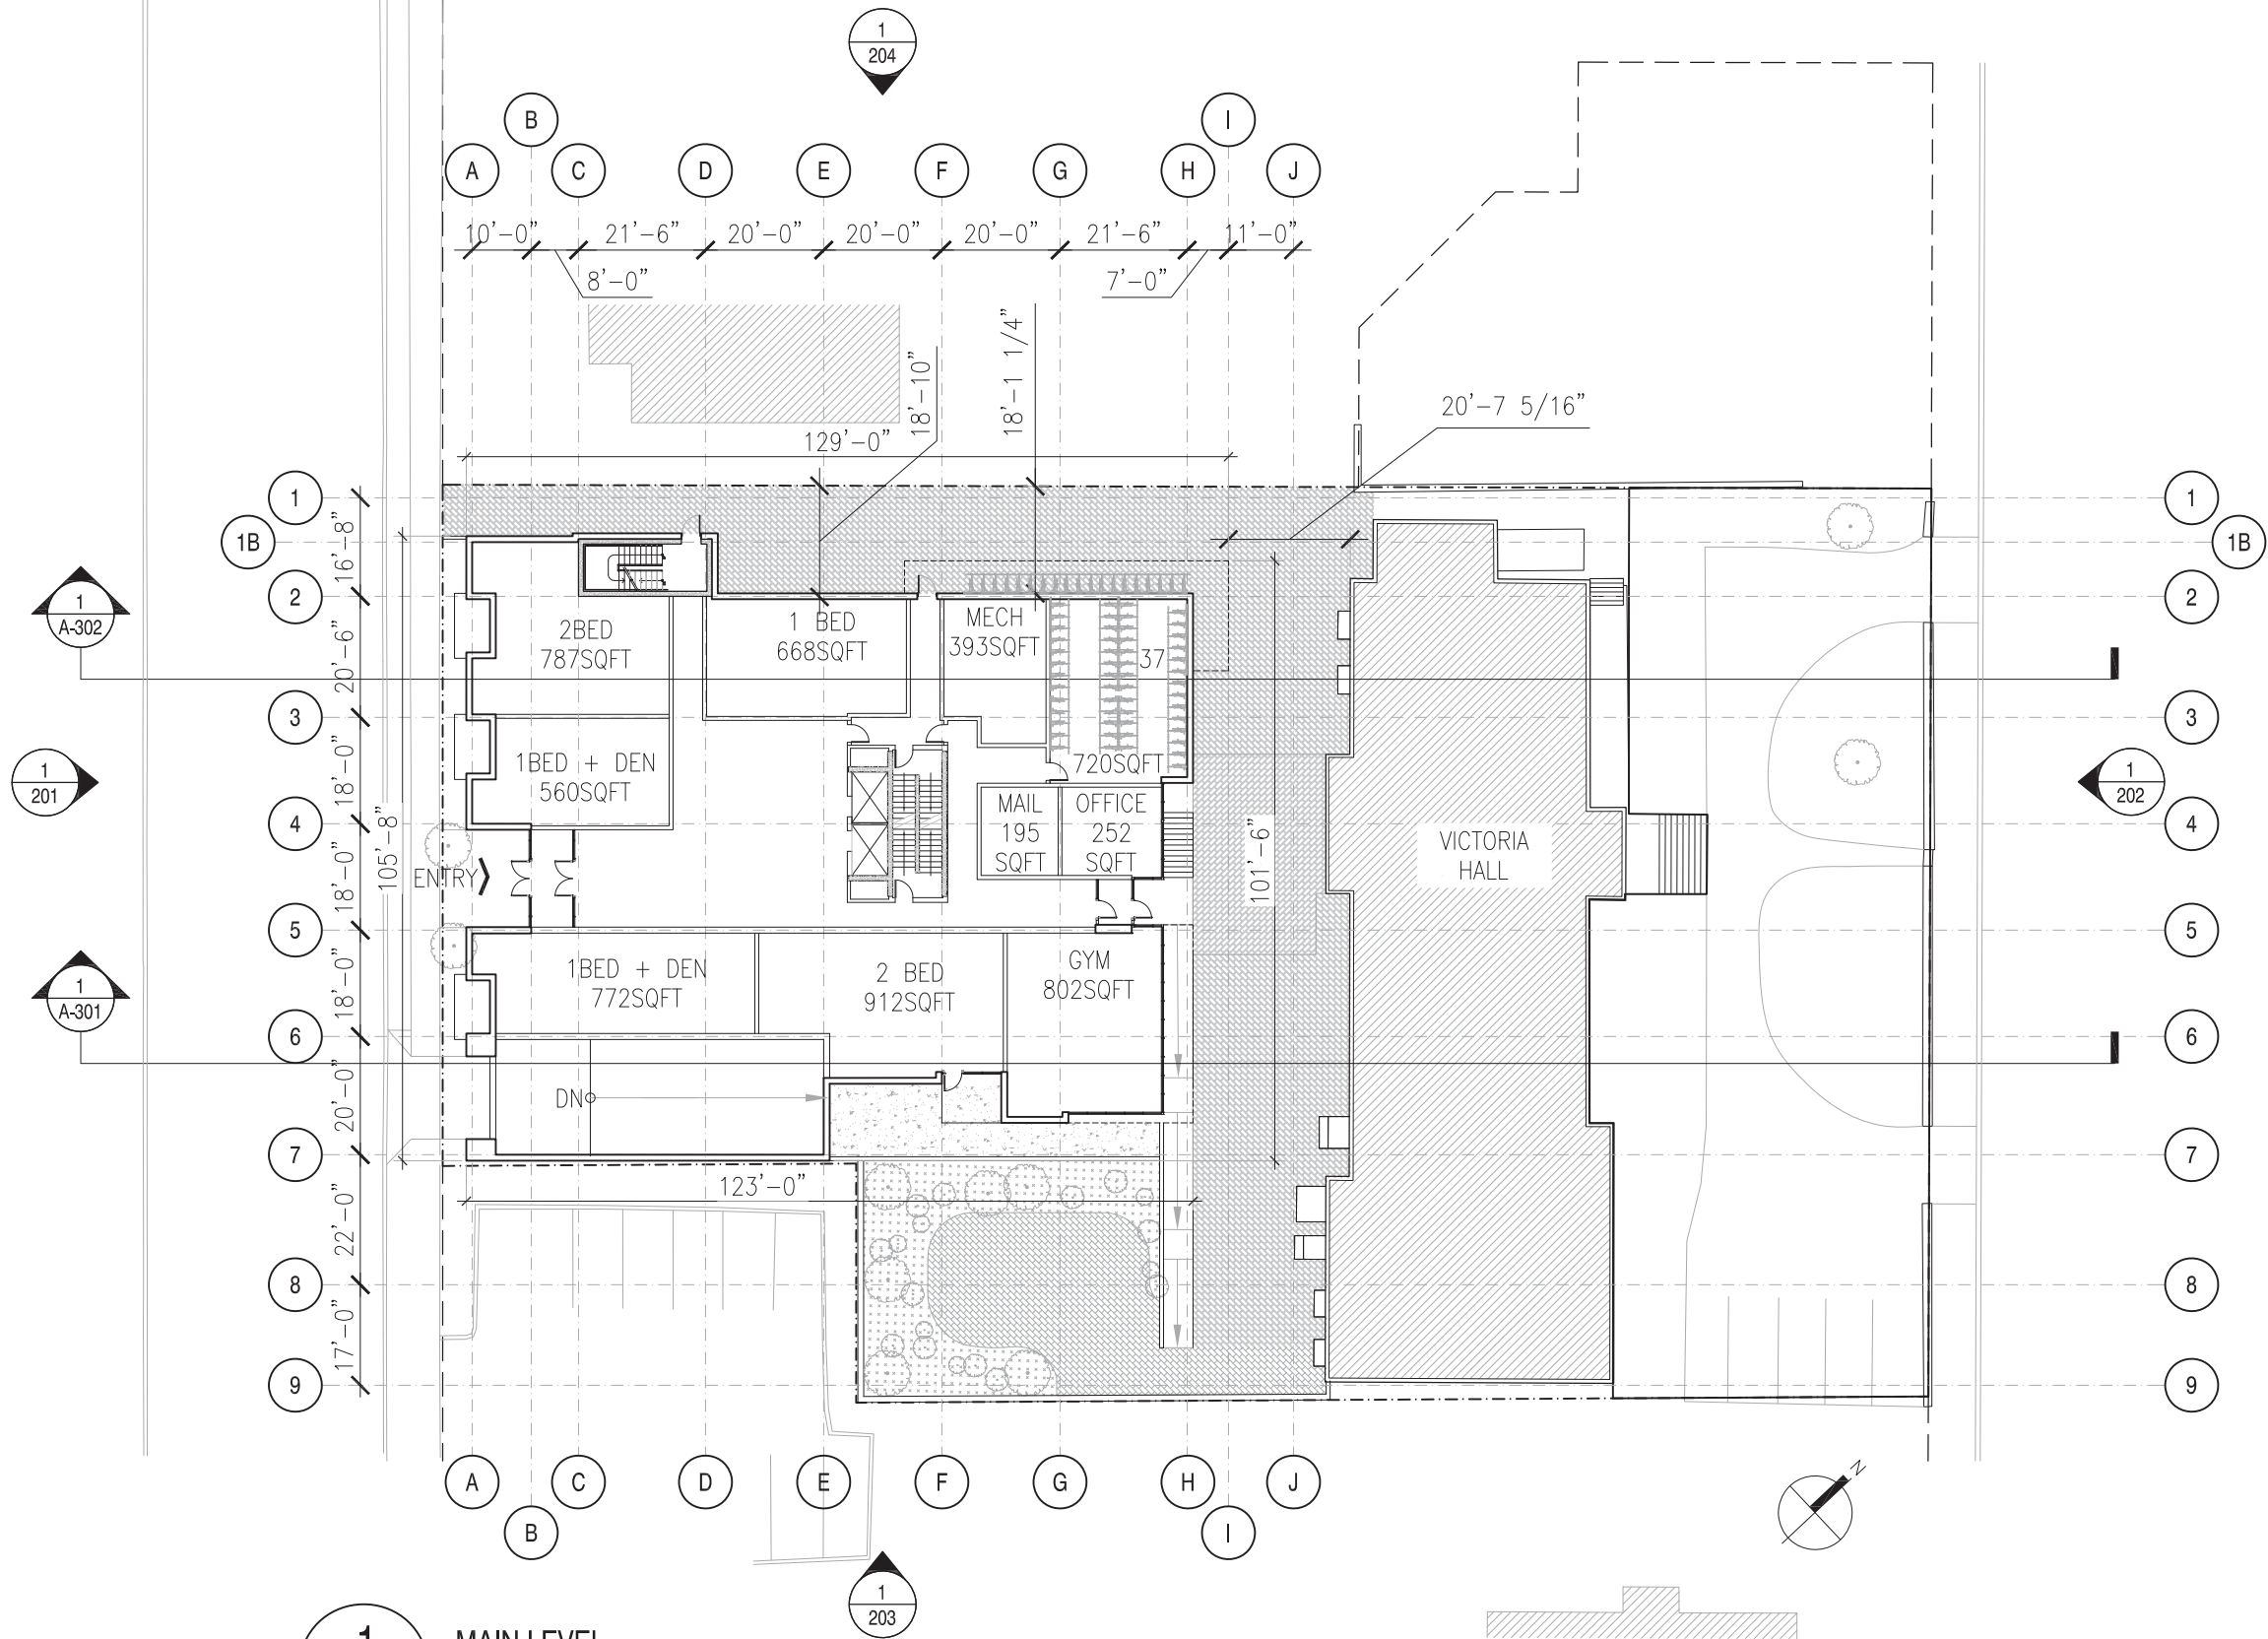 1
204
B
I
A
C
D
E
F
G
H
J
10'-0"
21'-6"
20'-0"
20'-0"
20'-0"
21'-6"
11'-0"
8'-0"
7'-0"
18'-10"
18'-1 1/4"
20'-7 5/16"
129'-0"
1
1
1B
1B
16'-8"
2
2
1
A-302
2BED
787SQFT
1 BED
668SQFT
MECH
393SQFT
37
20'-6"
3
3
1
201
1BED + DEN
560SQFT
720SQFT
1
202
18'-0"
4
4
MAIL
195
SQFT
OFFICE
252
SQFT
VICTORIA
HALL
105'-8"
101'-6"
ENTRY
18'-0"
5
5
1BED + DEN
772SQFT
2 BED
912SQFT
GYM
802SQFT
1
A-301
18'-0"
6
6
DN
20'-0"
7
7
123'-0"
22'-0"
8
8
17'-0"
9
9
A
C
D
E
F
G
H
J
B
I
N
1
203
1
MAIN LEVEL